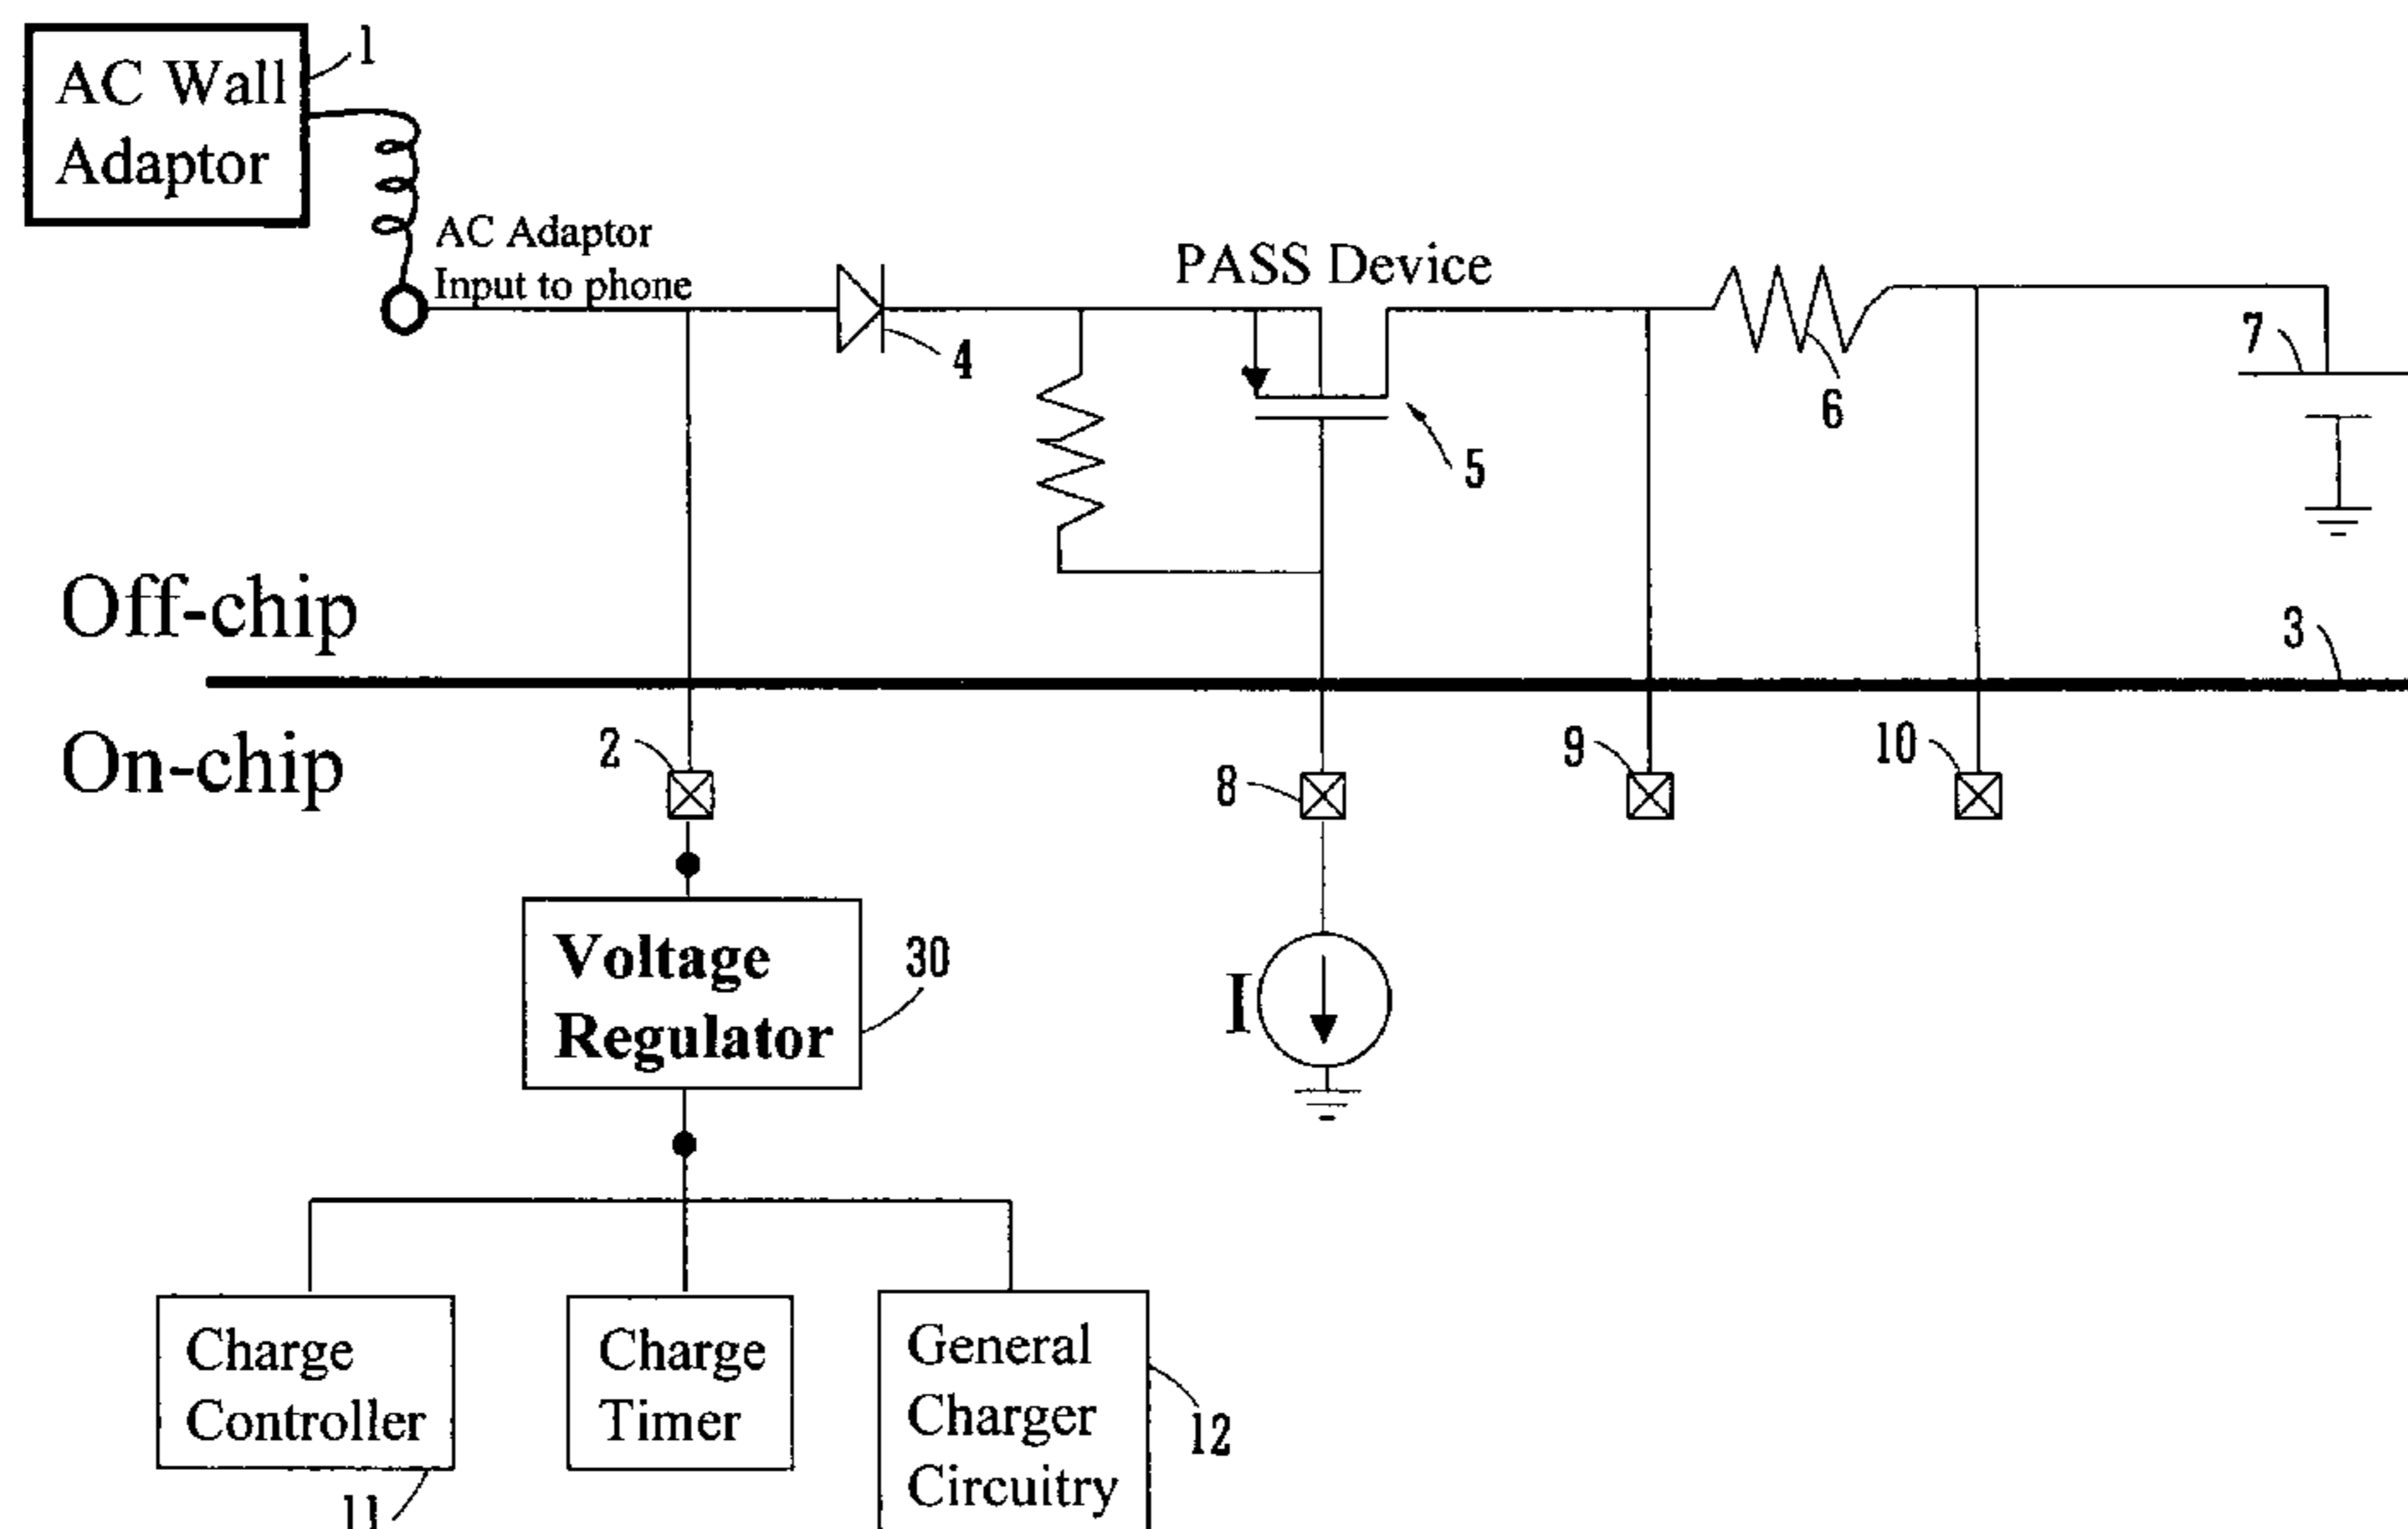 AC Wall
Adaptor
1
AC Adaptor
Input to phone
PASS Device
4
5
6
7
Off-chip
3
On-chip
2
8
9
10
Voltage
Regulator
30
I
Charge
Controller
11
Charge
Timer
General
Charger
Circuitry
12